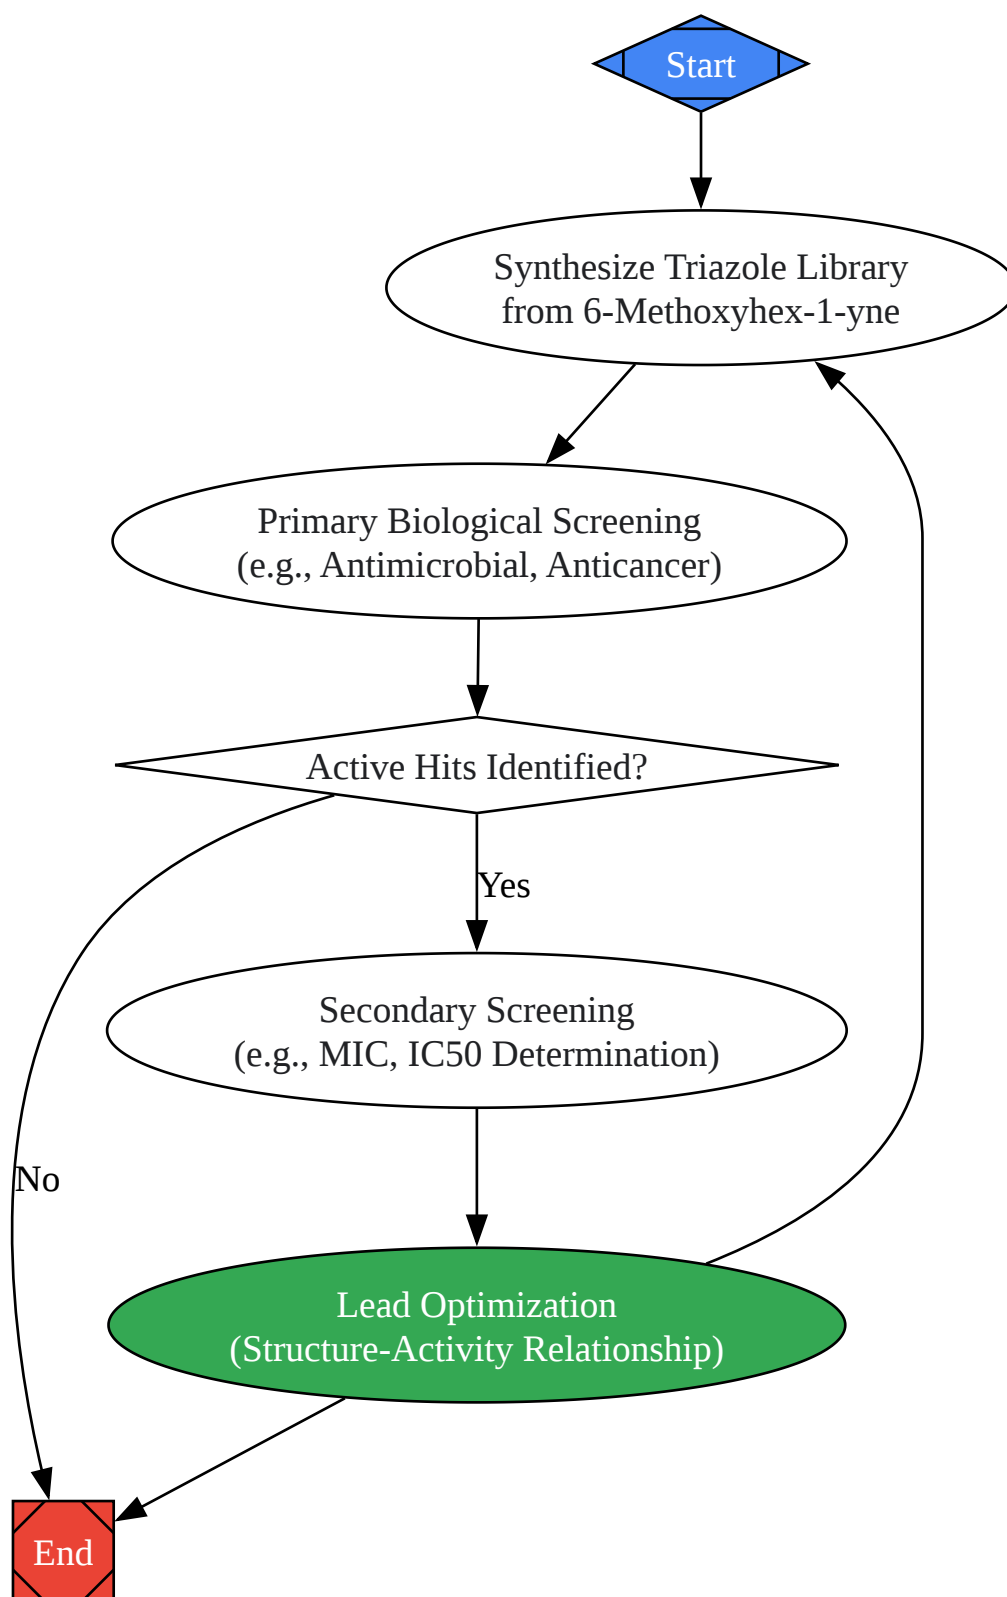 Start
Synthesize Triazole Library
from 6-Methoxyhex-1-yne
Primary Biological Screening
(e.g., Antimicrobial, Anticancer)
Active Hits Identified?
Yes
Secondary Screening
(e.g., MIC, IC50 Determination)
No
Lead Optimization
(Structure-Activity Relationship)
End